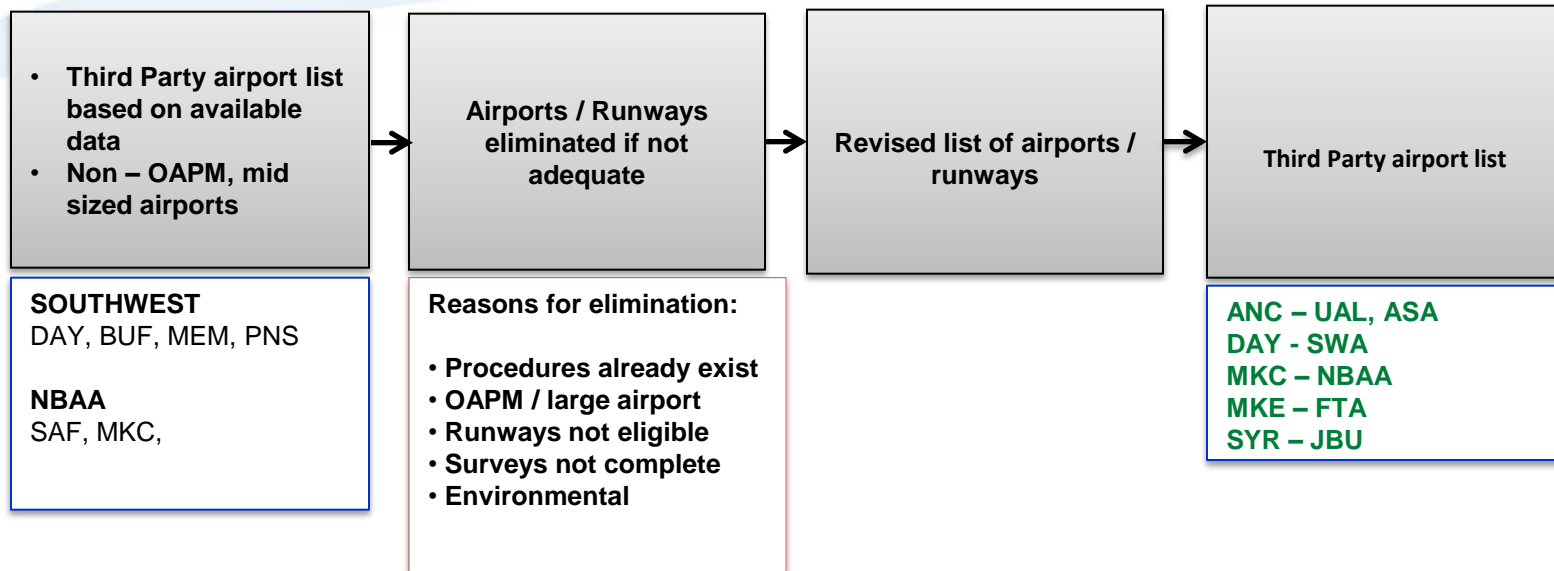 • Third Party airport list
based on available
data
• Non – OAPM, mid
sized airports
Airports / Runways
eliminated if not
adequate
Revised list of airports /
runways
Third Party airport list
SOUTHWEST
DAY, BUF, MEM, PNS
NBAA
SAF, MKC,
Reasons for elimination:
• Procedures already exist
• OAPM / large airport
• Runways not eligible
• Surveys not complete
• Environmental
ANC – UAL, ASA
DAY - SWA
MKC – NBAA
MKE – FTA
SYR – JBU